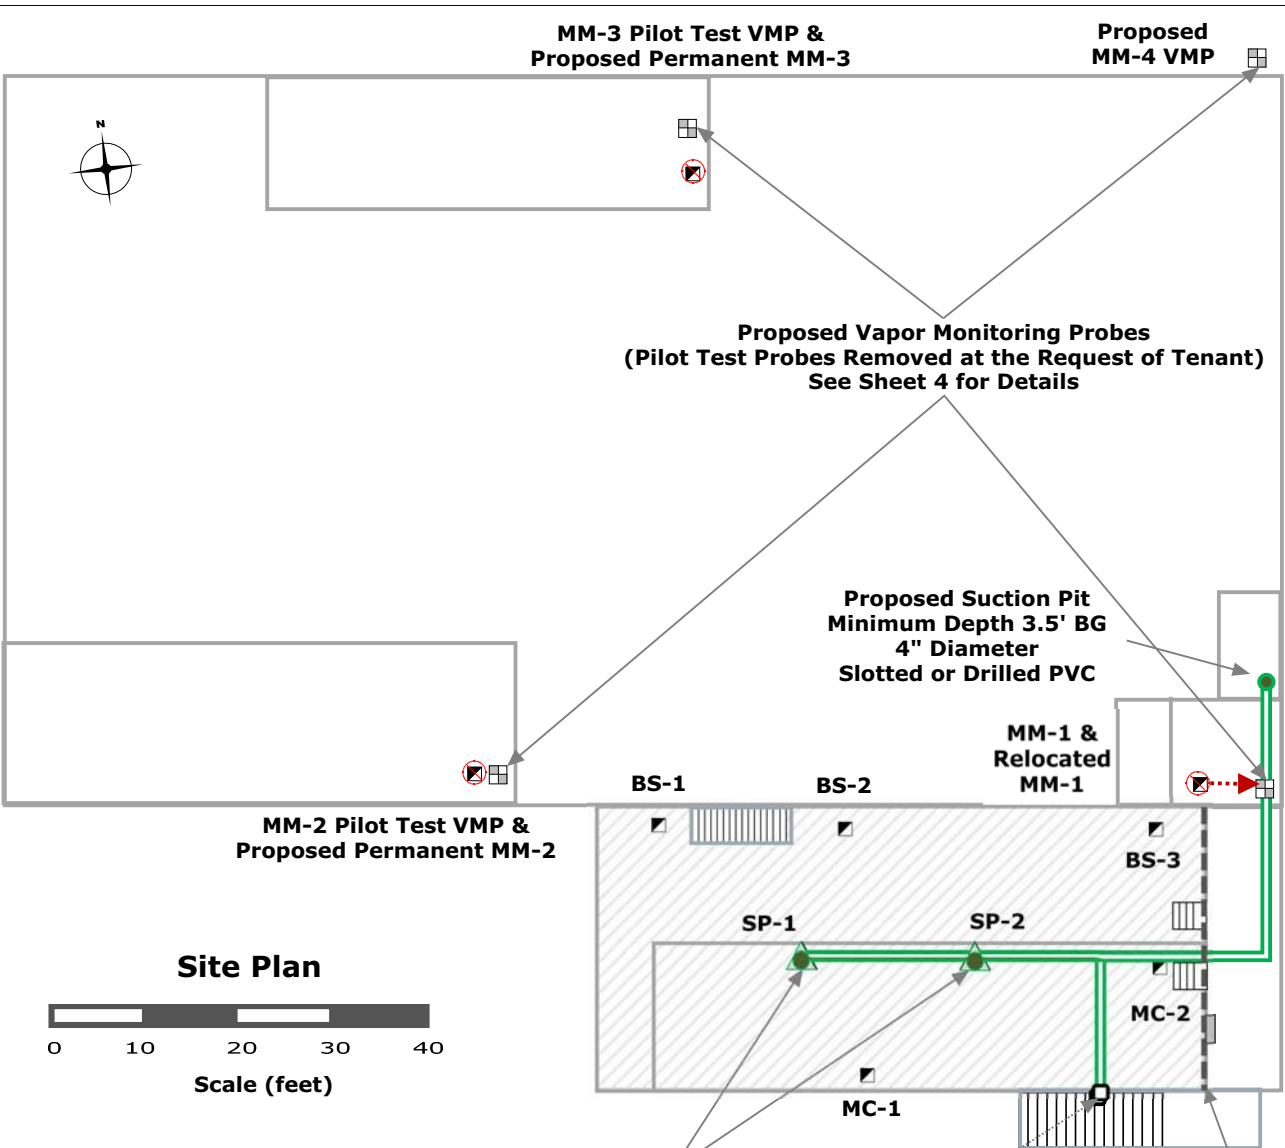 MM-3 Pilot Test VMP &
Proposed Permanent MM-3
Proposed
MM-4 VMP
N
Proposed Vapor Monitoring Probes
(Pilot Test Probes Removed at the Request of Tenant)
See Sheet 4 for Details
Proposed Suction Pit
Minimum Depth 3.5' BG
4" Diameter
Slotted or Drilled PVC
MM-1 &
Relocated
MM-1
BS-1
BS-2
MM-2 Pilot Test VMP &
Proposed Permanent MM-2
BS-3
SP-1
SP-2
Site Plan
MC-2
0 10 20 30 40
Scale (feet)
MC-1